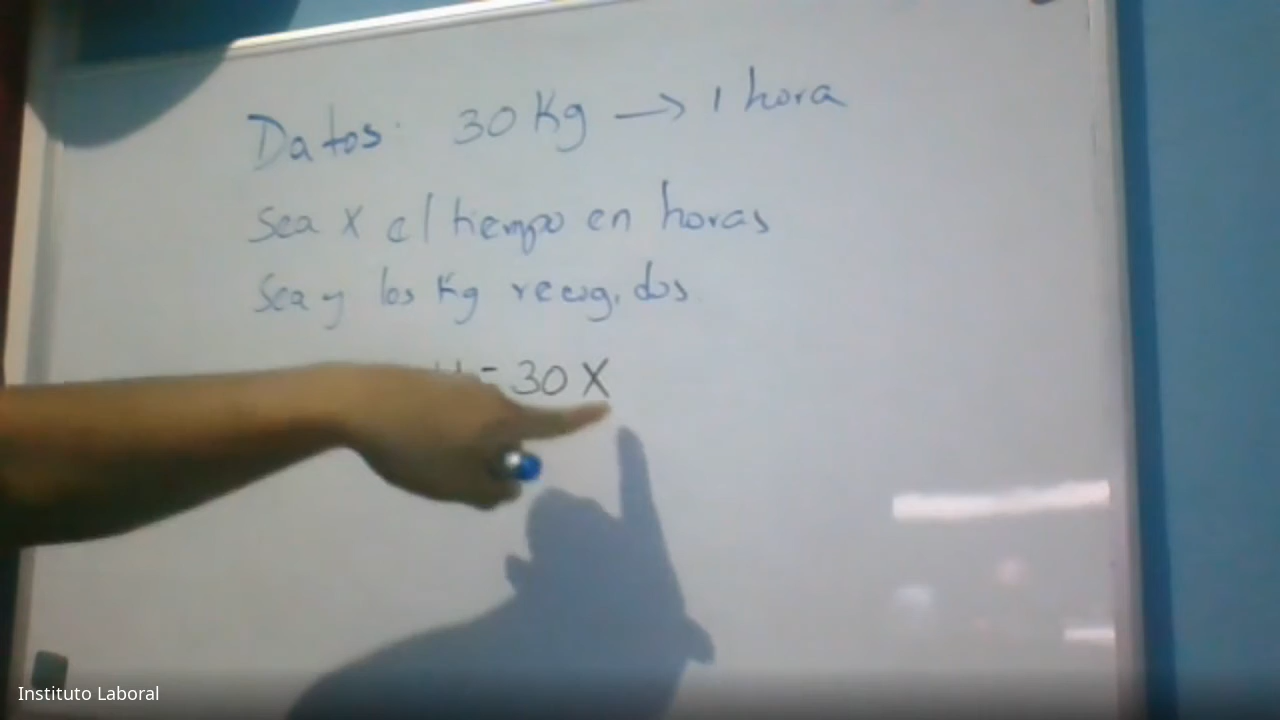 Datos: 30 Kg → 1 hora
Sea X el tiempo en horas
Sea y los Kg recogidos
= 30 X
Instituto Laboral